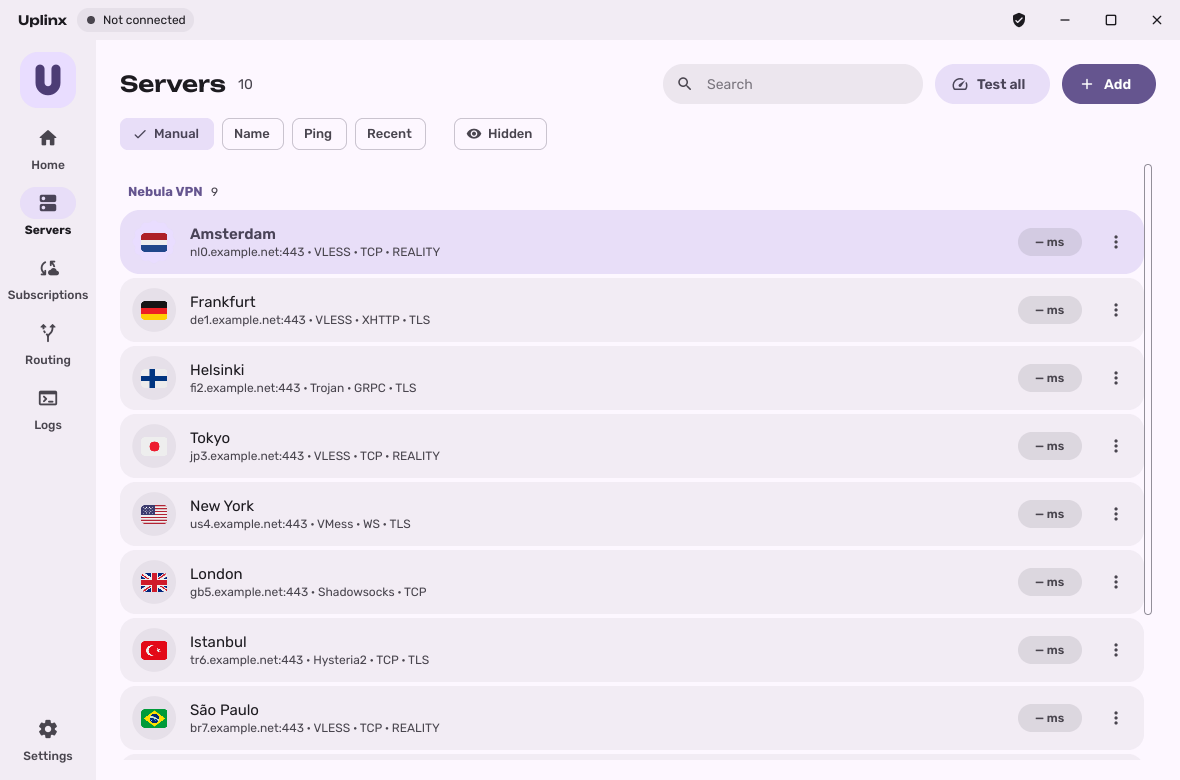 Uplinx
Not connected
U
Home
Servers
Subscriptions
Routing
Logs
Settings
Servers 10
Search
Test all
Add
Manual
Name
Ping
Recent
Hidden
Nebula VPN 9
Amsterdam
nl0.example.net:443 • VLESS • TCP • REALITY
– ms
Frankfurt
de1.example.net:443 • VLESS • XHTTP • TLS
– ms
Helsinki
fi2.example.net:443 • Trojan • GRPC • TLS
– ms
Tokyo
jp3.example.net:443 • VLESS • TCP • REALITY
– ms
New York
us4.example.net:443 • VMess • WS • TLS
– ms
London
gb5.example.net:443 • Shadowsocks • TCP
– ms
Istanbul
tr6.example.net:443 • Hysteria2 • TCP • TLS
– ms
São Paulo
br7.example.net:443 • VLESS • TCP • REALITY
– ms